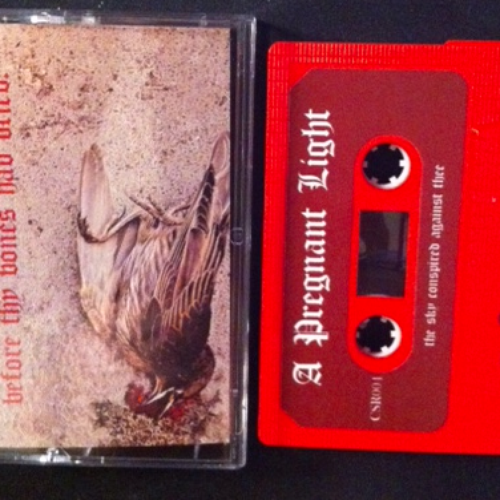 before thy bones had dried.
A Pregnant Light
CSR001
the sky conspired against thee